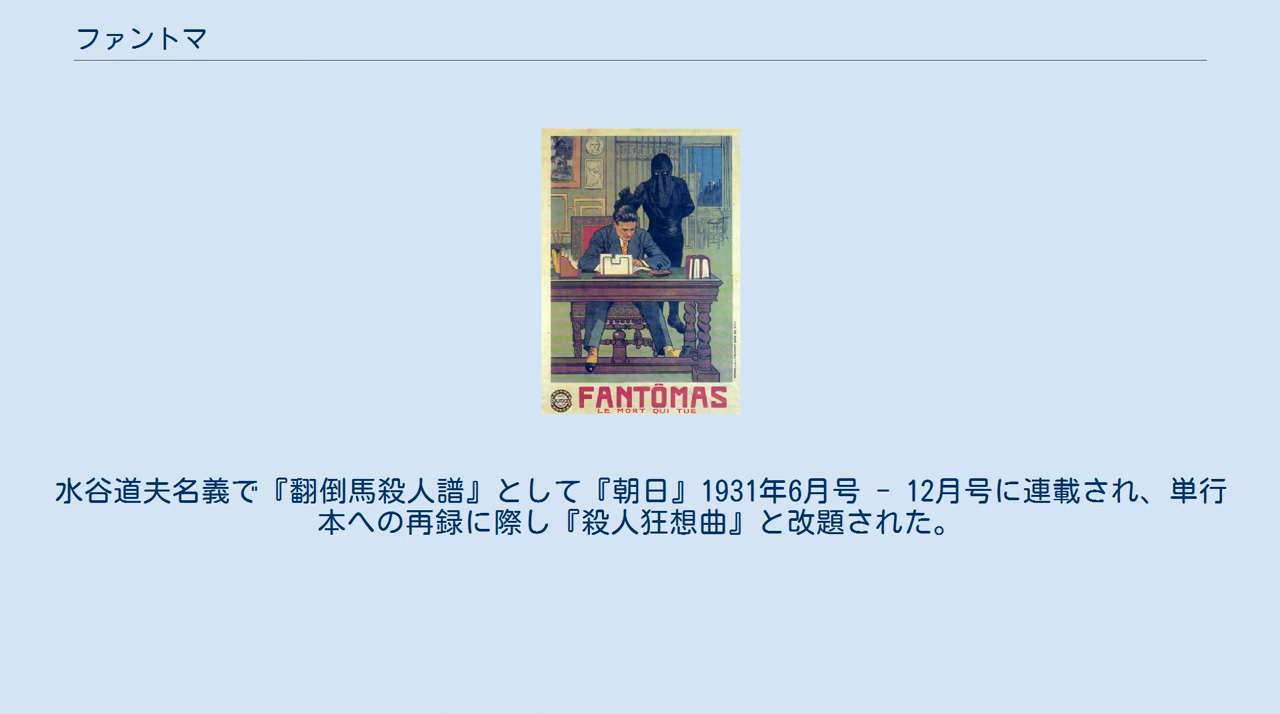 ファントマ
FANTÔMAS
LE MORT QUI TUE
水谷道夫名義で『翻倒馬殺人譜』として『朝日』1931年6月号 - 12月号に連載され、単行
本への再録に際し『殺人狂想曲』と改題された。